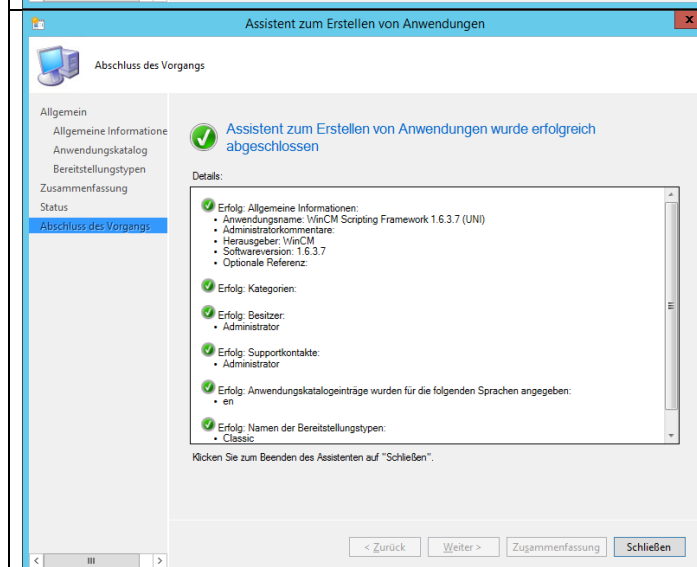 Assistent zum Erstellen von Anwendungen
x
Abschluss des Vorgangs
Allgemein
Allgemeine Informatione
Anwendungskatalog
Bereitstellungstypen
Zusammenfassung
Status
Abschluss des Vorgangs
Assistent zum Erstellen von Anwendungen wurde erfolgreich
abgeschlossen
Details:
Erfolg: Allgemeine Informationen:
• Anwendungsname: WinCM Scripting Framework 1.6.3.7 (UNI)
• Administratorkommentare:
• Herausgeber: WinCM
• Softwareversion: 1.6.3.7
• Optionale Referenz:
Erfolg: Kategorien:
Erfolg: Besitzer:
• Administrator
Erfolg: Supportkontakte:
• Administrator
Erfolg: Anwendungskatalogeinträge wurden für die folgenden Sprachen angegeben:
• en
Erfolg: Namen der Bereitstellungstypen:
• Classic
Klicken Sie zum Beenden des Assistenten auf "Schließen".
< Zurück Weiter > Zusammenfassung Schließen